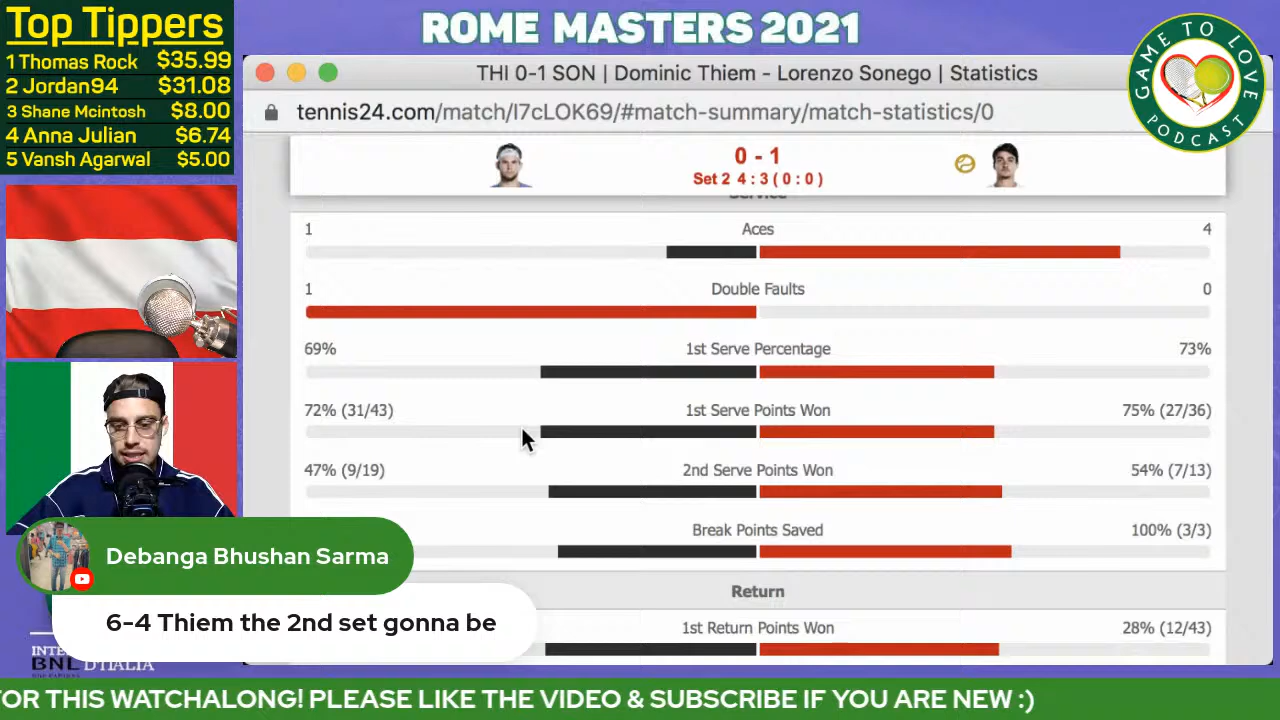 Top Tippers
1 Thomas Rock $35.99
2 Jordan94 $31.08
3 Shane Mcintosh $8.00
4 Anna Julian $6.74
5 Vansh Agarwal $5.00
ROME MASTERS 2021
GAME TO LOVE
PODCAST
THI 0-1 SON | Dominic Thiem - Lorenzo Sonego | Statistics
tennis24.com/match/I7cLOK69/#match-summary/match-statistics/0
0 - 1
Set 2 4 : 3 ( 0 : 0 )
Service
1 Aces 4
1 Double Faults 0
69% 1st Serve Percentage 73%
72% (31/43) 1st Serve Points Won 75% (27/36)
47% (9/19) 2nd Serve Points Won 54% (7/13)
Break Points Saved 100% (3/3)
Return
1st Return Points Won 28% (12/43)
Debanga Bhushan Sarma
6-4 Thiem the 2nd set gonna be
INTE
BNL D'ITALIA
OR THIS WATCHALONG! PLEASE LIKE THE VIDEO & SUBSCRIBE IF YOU ARE NEW :)